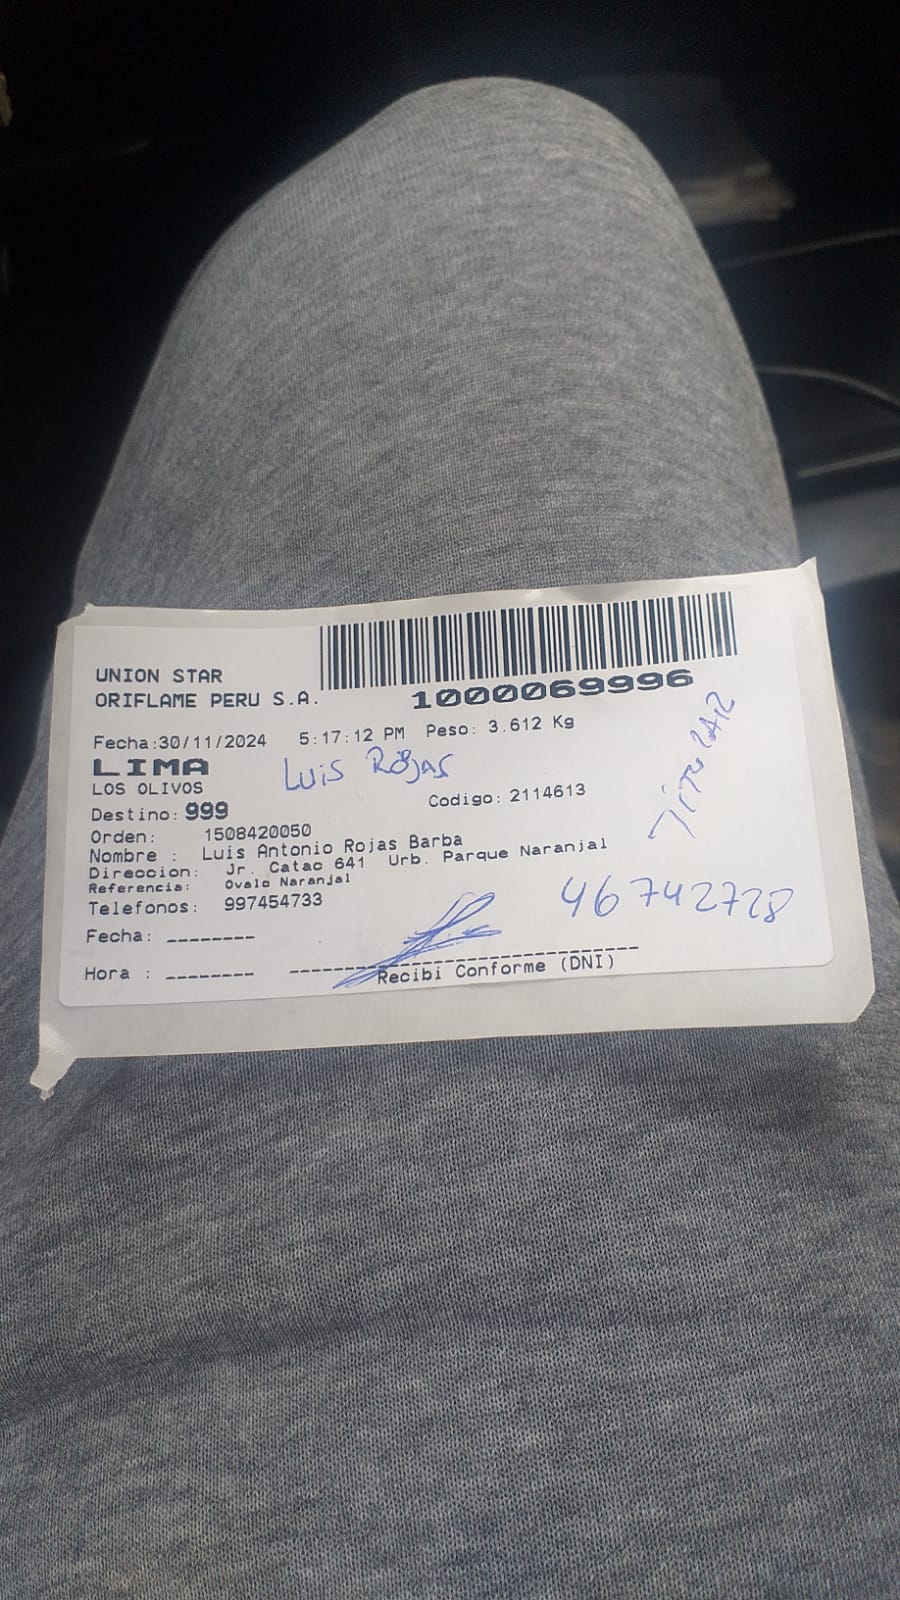 UNION STAR
ORIFLAME PERU S.A.
1000069996
Fecha:30/11/2024 5:17:12 PM Peso: 3.612 Kg
LIMA Luis Rojas
LOS OLIVOS
Destino: 999 Codigo: 2114613
TiTULAR
Orden: 1508420050
Nombre : Luis Antonio Rojas Barba
Direccion: Jr. Catac 641 Urb. Parque Naranjal
Referencia: Ovalo Naranjal
Telefonos: 997454733
46742728
Fecha: --------
Hora : --------
Recibi Conforme (DNI)